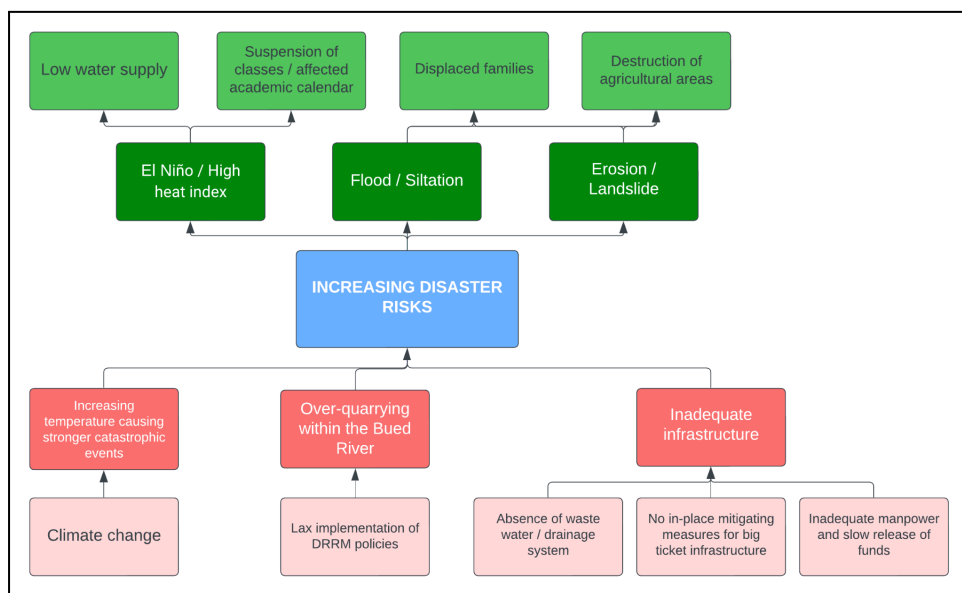 Low water supply
Suspension of
classes / affected
academic calendar
Displaced families
Destruction of
agricultural areas
El Niño / High
heat index
Flood / Siltation
Erosion /
Landslide
INCREASING DISASTER
RISKS
Increasing
temperature causing
stronger catastrophic
events
Over-quarrying
within the Bued
River
Inadequate
infrastructure
Climate change
Lax implementation of
DRRM policies
Absence of waste
water / drainage
system
No in-place mitigating
measures for big
ticket infrastructure
Inadequate manpower
and slow release of
funds